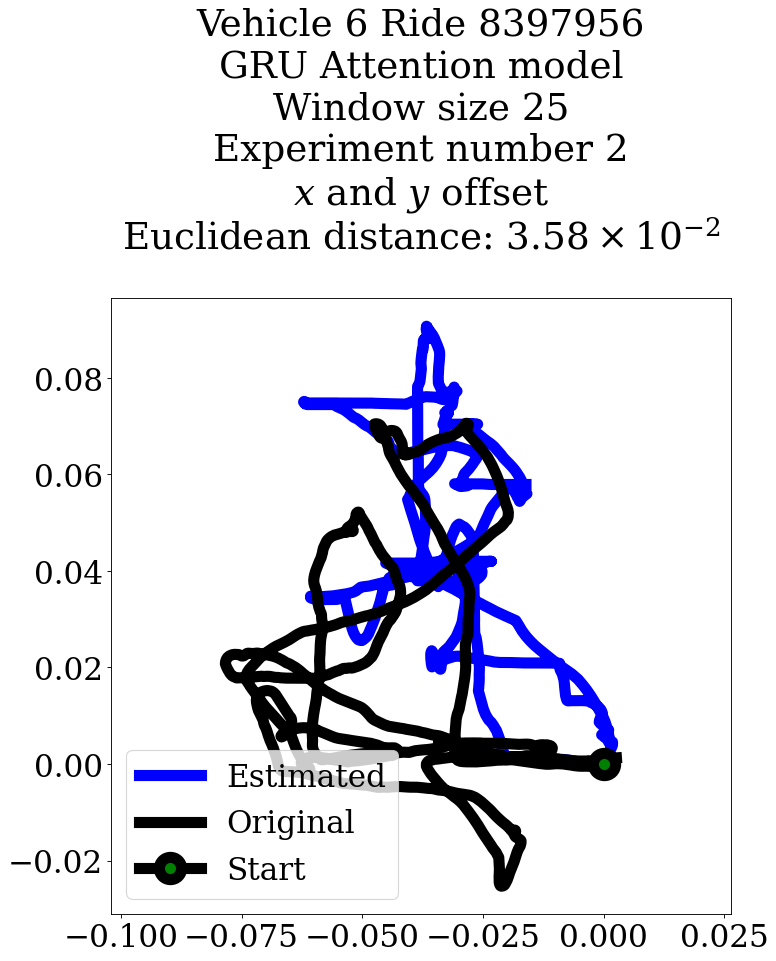 Vehicle 6 Ride 8397956
GRU Attention model
Window size 25
Experiment number 2
x and y offset
Euclidean distance: 3.58 × 10⁻²
0.08
0.06
0.04
0.02
0.00
−0.02
Estimated
Original
Start
−0.100 −0.075 −0.050 −0.025 0.000 0.025